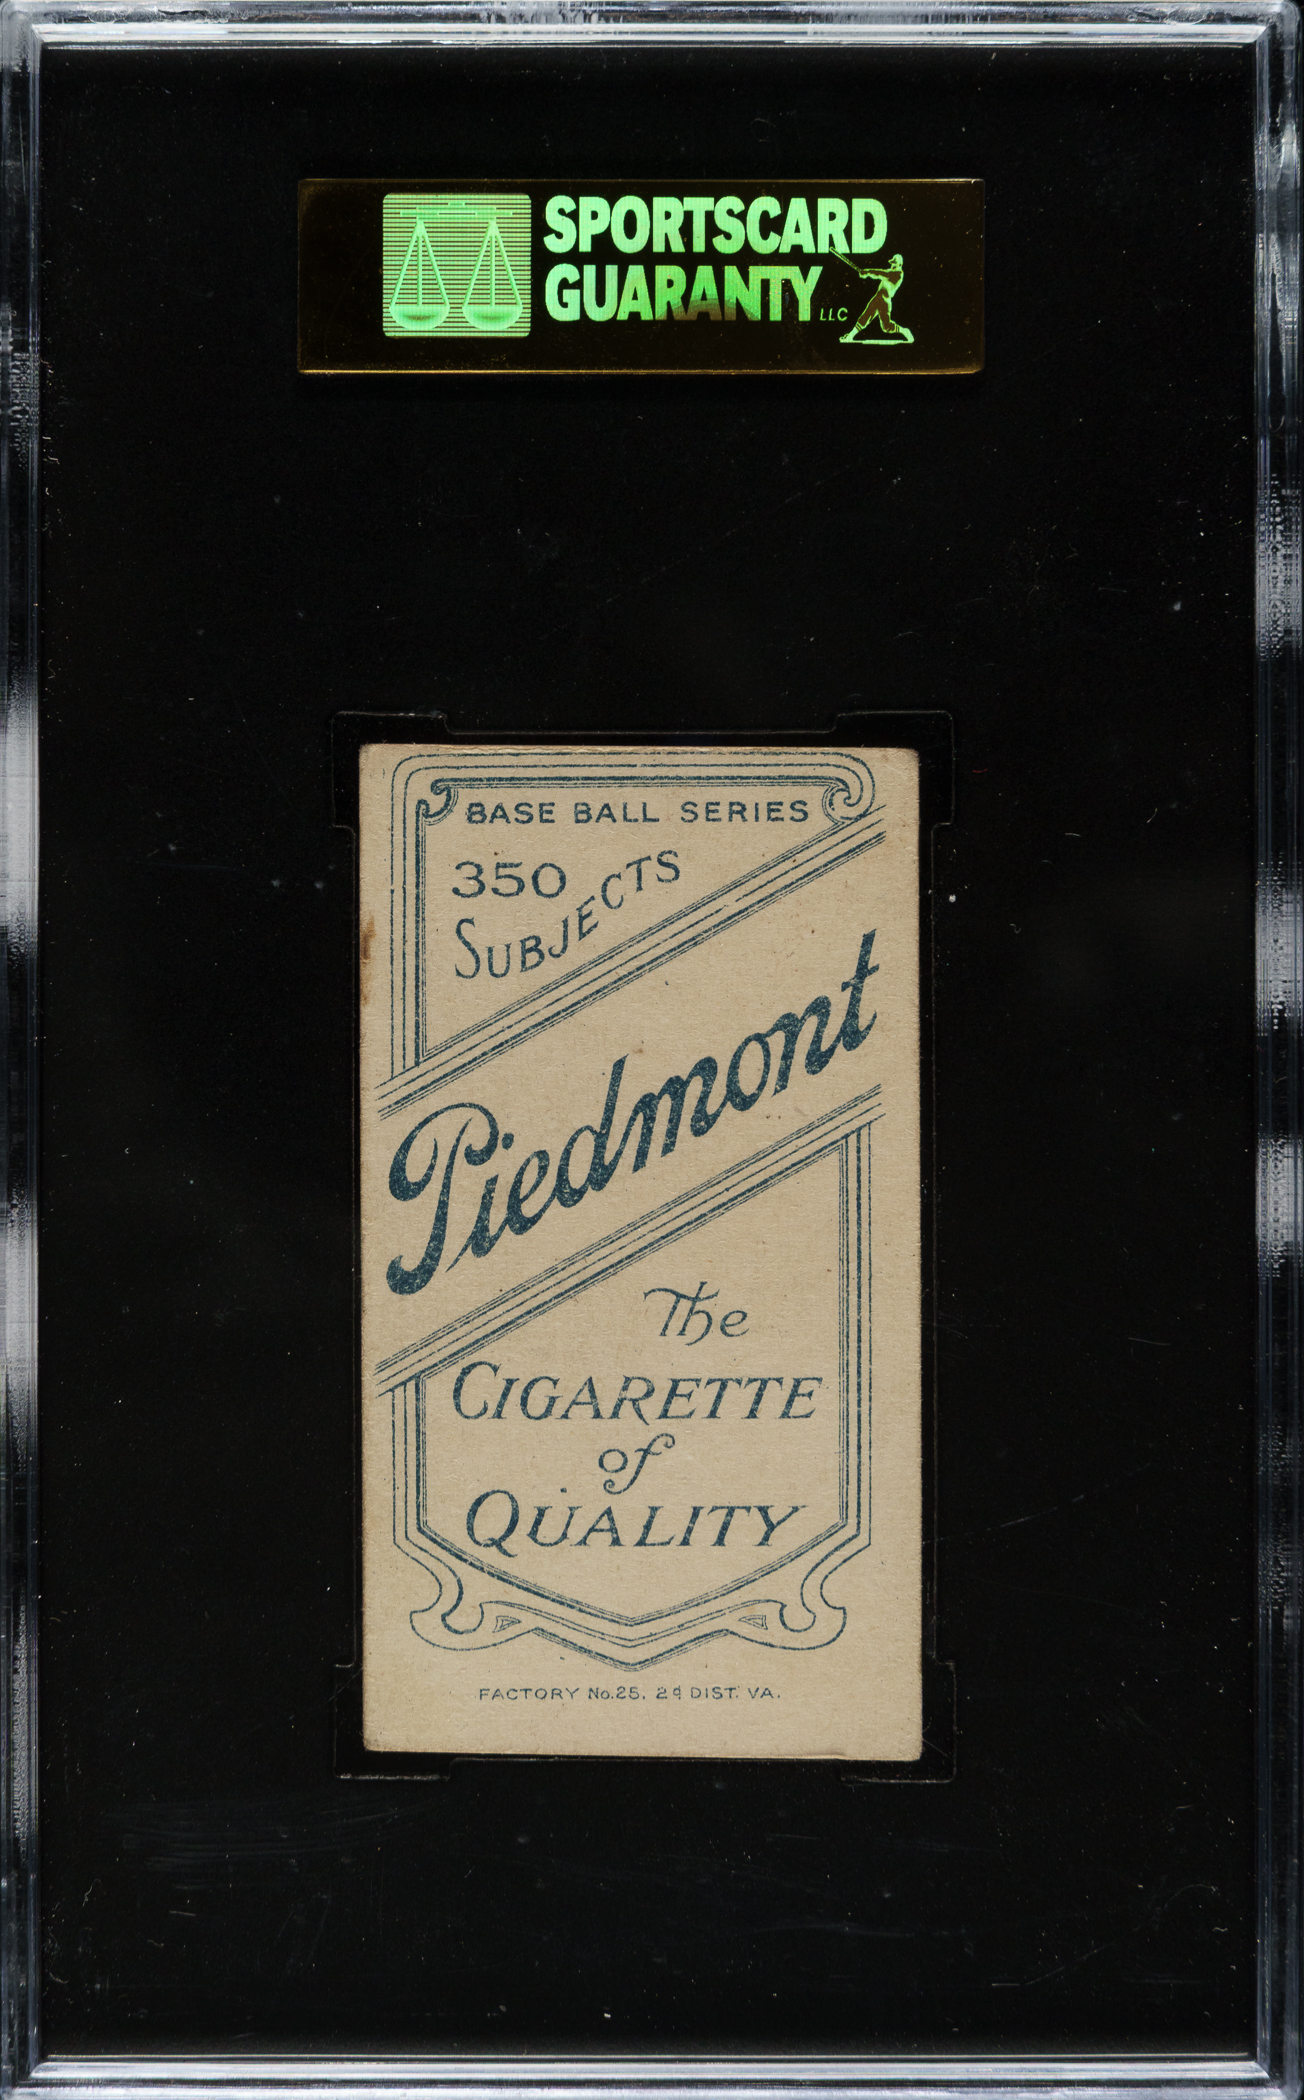 SPORTSCARD
GUARANTY LLC
BASE BALL SERIES
350
SUBJECTS
Piedmont
The
CIGARETTE
of
QUALITY
FACTORY No. 25, 2d DIST. VA.